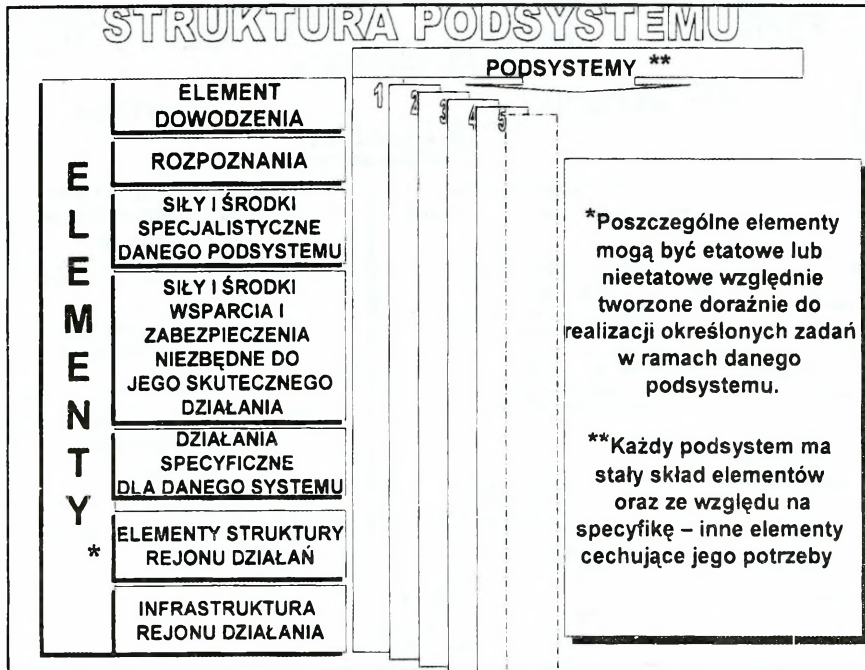 STRUKTURA PODSYSTEMU
PODSYSTEMY **
1
2
3
4
5
ELEMENTY
*
ELEMENT
DOWODZENIA
ROZPOZNANIA
SIŁY I ŚRODKI
SPECJALISTYCZNE
DANEGO PODSYSTEMU
SIŁY I ŚRODKI
WSPARCIA I
ZABEZPIECZENIA
NIEZBĘDNE DO
JEGO SKUTECZNEGO
DZIAŁANIA
DZIAŁANIA
SPECYFICZNE
DLA DANEGO SYSTEMU
ELEMENTY STRUKTURY
REJONU DZIAŁAŃ
INFRASTRUKTURA
REJONU DZIAŁANIA
*Poszczególne elementy
mogą być etatowe lub
nieetatowe względnie
tworzone doraźnie do
realizacji określonych zadań
w ramach danego
podsystemu.
**Każdy podsystem ma
stały skład elementów
oraz ze względu na
specyfikę – inne elementy
cechujące jego potrzeby